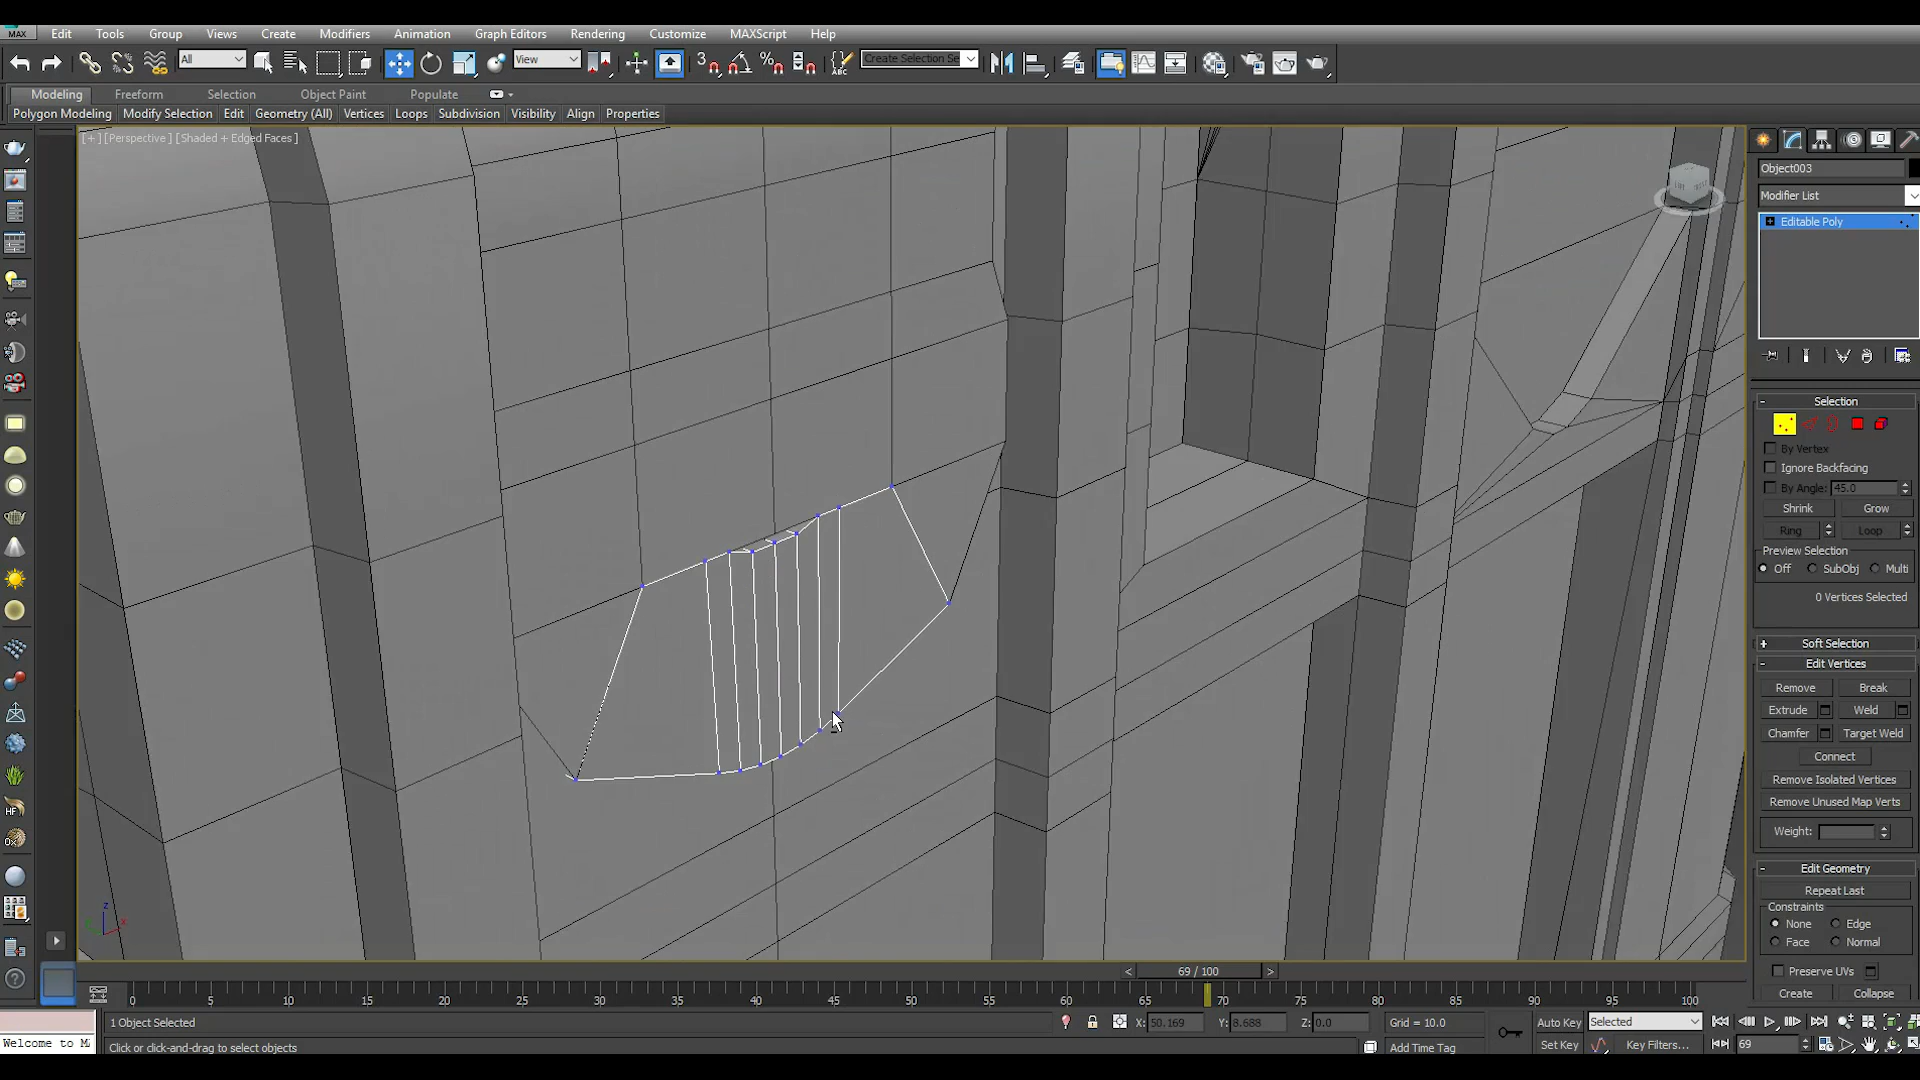 MAX Edit Tools Group Views Create Modifiers Animation Graph Editors Rendering Customize MAXScript Help
All View Create Selection Se
Modeling Freeform Selection Object Paint Populate
Polygon Modeling Modify Selection Edit Geometry (All) Vertices Loops Subdivision Visibility Align Properties
[+] [Perspective] [Shaded + Edged Faces]
Object003
Modifier List
Editable Poly
- Selection
By Vertex
Ignore Backfacing
By Angle: 45.0
Shrink Grow
Ring Loop
Preview Selection
Off SubObj Multi
0 Vertices Selected
+ Soft Selection
- Edit Vertices
Remove Break
Extrude Weld
Chamfer Target Weld
Connect
Remove Isolated Vertices
Remove Unused Map Verts
Weight:
- Edit Geometry
Repeat Last
Constraints
None Edge
Face Normal
Preserve UVs
Create Collapse
z
x
< 69 / 100 >
0 5 10 15 20 25 30 35 40 45 50 55 60 65 70 75 80 85 90 95 100
1 Object Selected X: 50.169 Y: 8.688 Z: 0.0 Grid = 10.0 Auto Key Selected
Welcome to MA Click or click-and-drag to select objects Add Time Tag Set Key Key Filters... 69